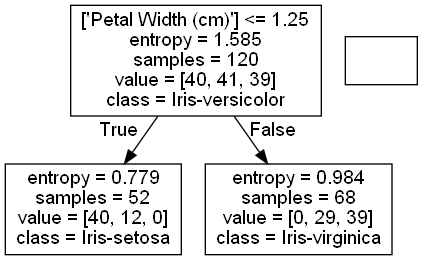 ['Petal Width (cm)'] <= 1.25
entropy = 1.585
samples = 120
value = [40, 41, 39]
class = Iris-versicolor
True
False
entropy = 0.779
samples = 52
value = [40, 12, 0]
class = Iris-setosa
entropy = 0.984
samples = 68
value = [0, 29, 39]
class = Iris-virginica